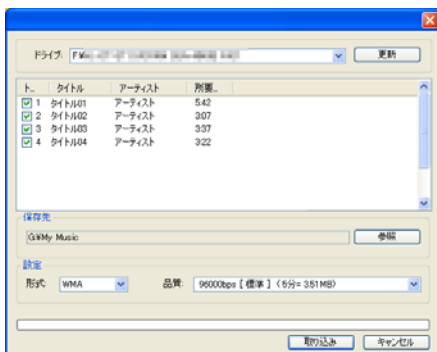 ドライブ: F:¥ 更新
ト... タイトル アーティスト 所要...
1 タイトル01 アーティスト 5:42
2 タイトル02 アーティスト 3:07
3 タイトル03 アーティスト 3:37
4 タイトル04 アーティスト 3:22
保存先
G:¥My Music 参照
設定
形式: WMA 品質: 96000bps [ 標準 ] ( 5分= 3.51MB)
取り込み キャンセル